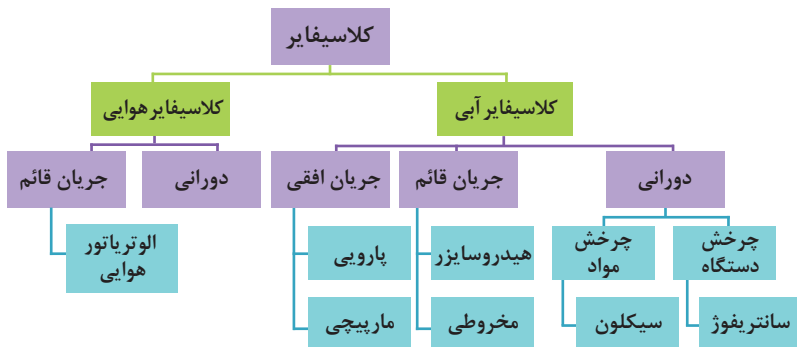 کلاسیفایر
کلاسیفایر آبی
کلاسیفایر هوایی
دورانی
جریان قائم
جریان افقی
دورانی
جریان قائم
چرخش
دستگاه
چرخش
مواد
هیدروسایزر
پارویی
الوتریاتور
هوایی
سانتریفوژ
سیکلون
مخروطی
مارپیچی